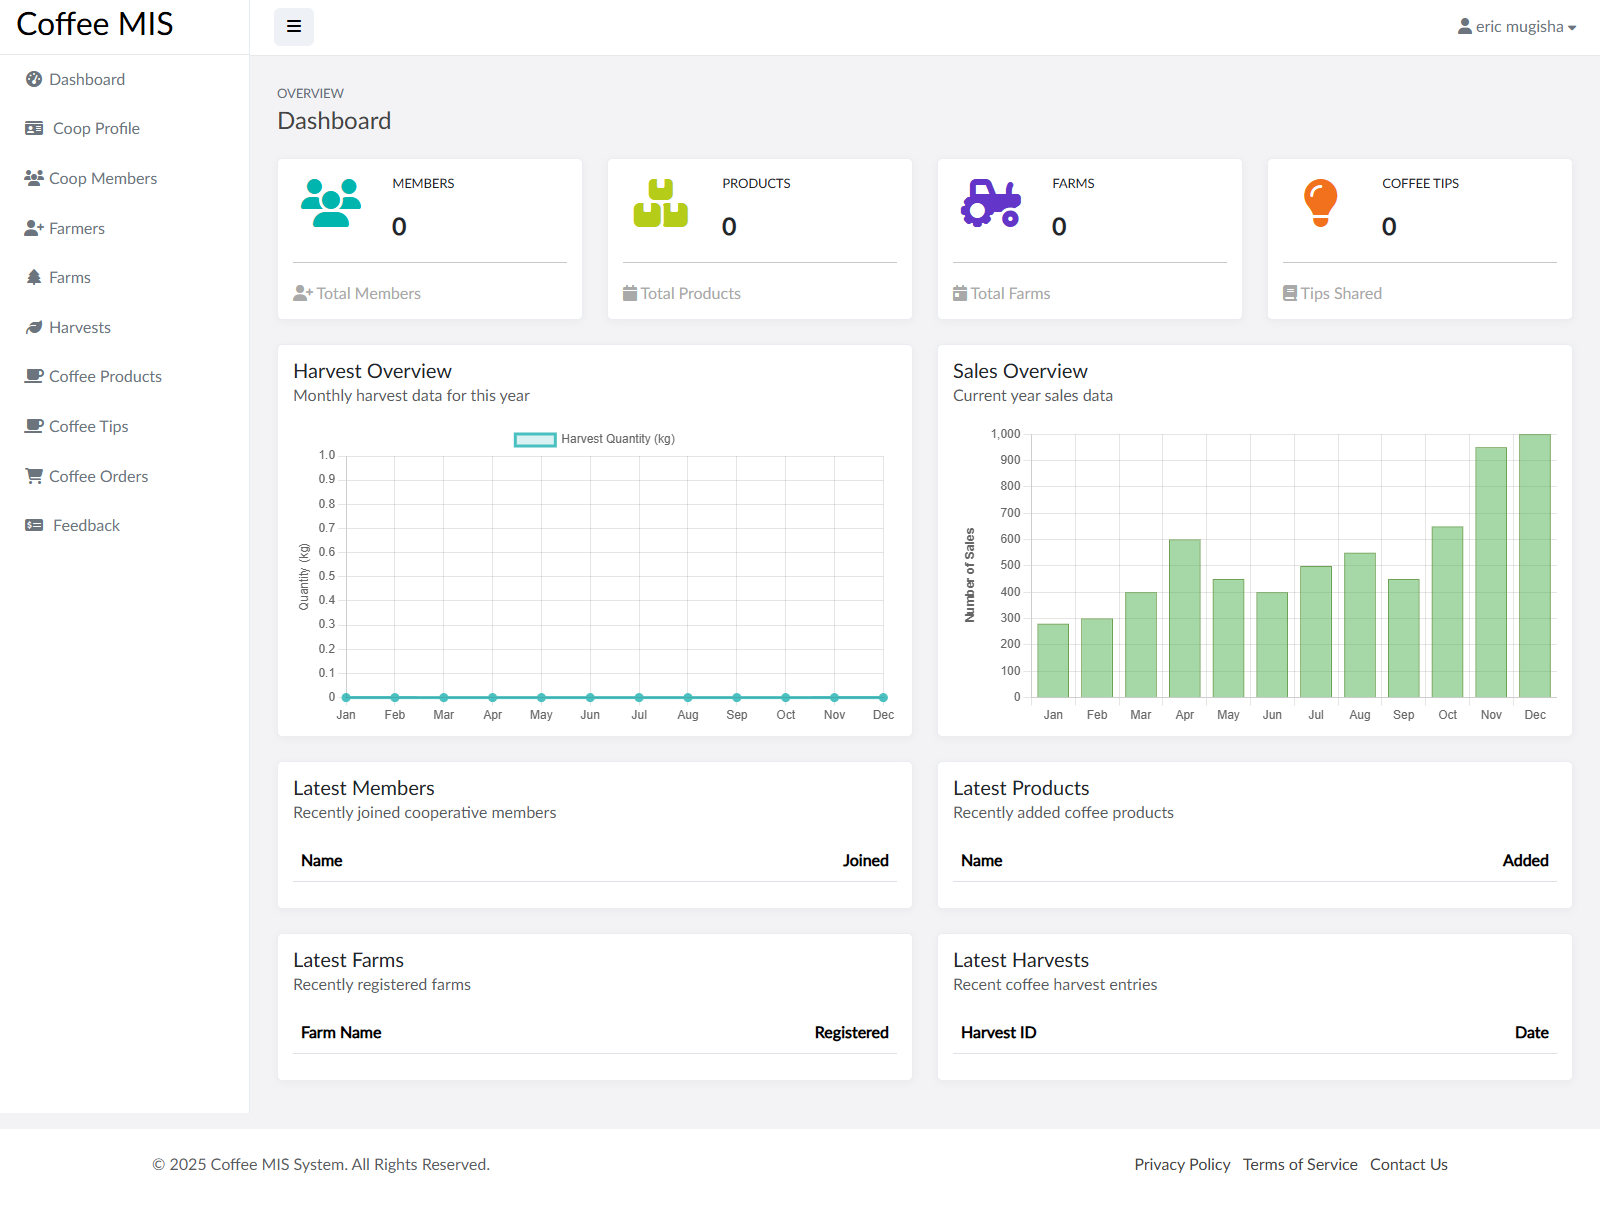 Coffee MIS
eric mugisha
Dashboard
Coop Profile
Coop Members
Farmers
Farms
Harvests
Coffee Products
Coffee Tips
Coffee Orders
Feedback
OVERVIEW
Dashboard
MEMBERS
0
Total Members
PRODUCTS
0
Total Products
FARMS
0
Total Farms
COFFEE TIPS
0
Tips Shared
Harvest Overview
Monthly harvest data for this year
Harvest Quantity (kg)
Quantity (kg)
1.0
0.9
0.8
0.7
0.6
0.5
0.4
0.3
0.2
0.1
0
Jan Feb Mar Apr May Jun Jul Aug Sep Oct Nov Dec
Sales Overview
Current year sales data
Number of Sales
1,000
900
800
700
600
500
400
300
200
100
0
Jan Feb Mar Apr May Jun Jul Aug Sep Oct Nov Dec
Latest Members
Recently joined cooperative members
Name Joined
Latest Products
Recently added coffee products
Name Added
Latest Farms
Recently registered farms
Farm Name Registered
Latest Harvests
Recent coffee harvest entries
Harvest ID Date
© 2025 Coffee MIS System. All Rights Reserved.
Privacy Policy Terms of Service Contact Us